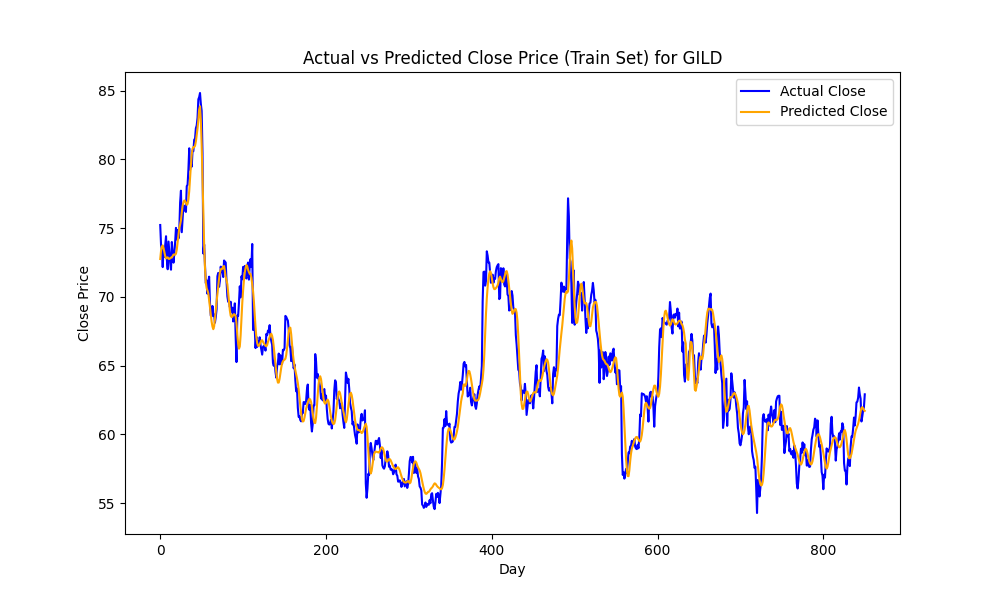 Actual vs Predicted Close Price (Train Set) for GILD
Actual Close
Predicted Close
Close Price
85
80
75
70
65
60
55
0
200
400
600
800
Day